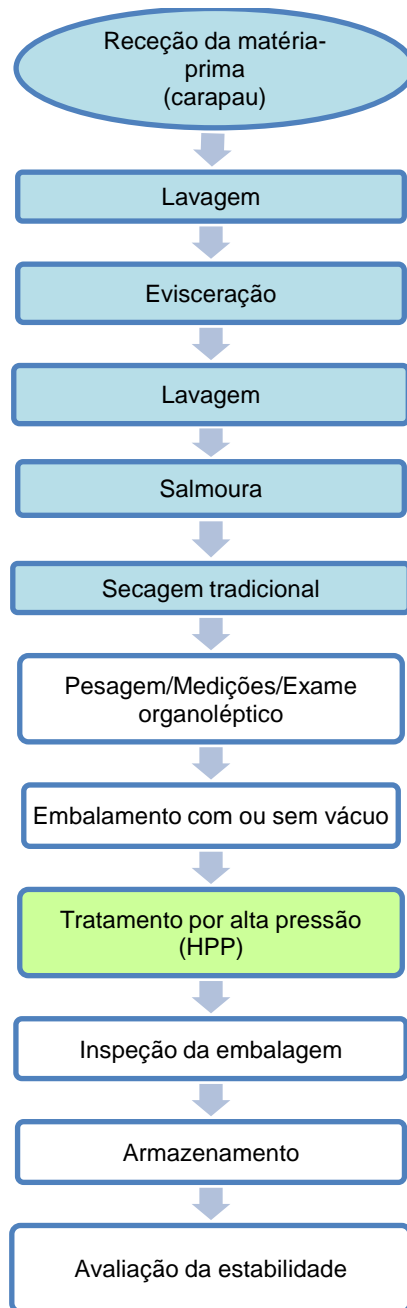 Receção da matéria-
prima
(carapau)
Lavagem
Evisceração
Lavagem
Salmoura
Secagem tradicional
Pesagem/Medições/Exame
organoléptico
Embalamento com ou sem vácuo
Tratamento por alta pressão
(HPP)
Inspeção da embalagem
Armazenamento
Avaliação da estabilidade